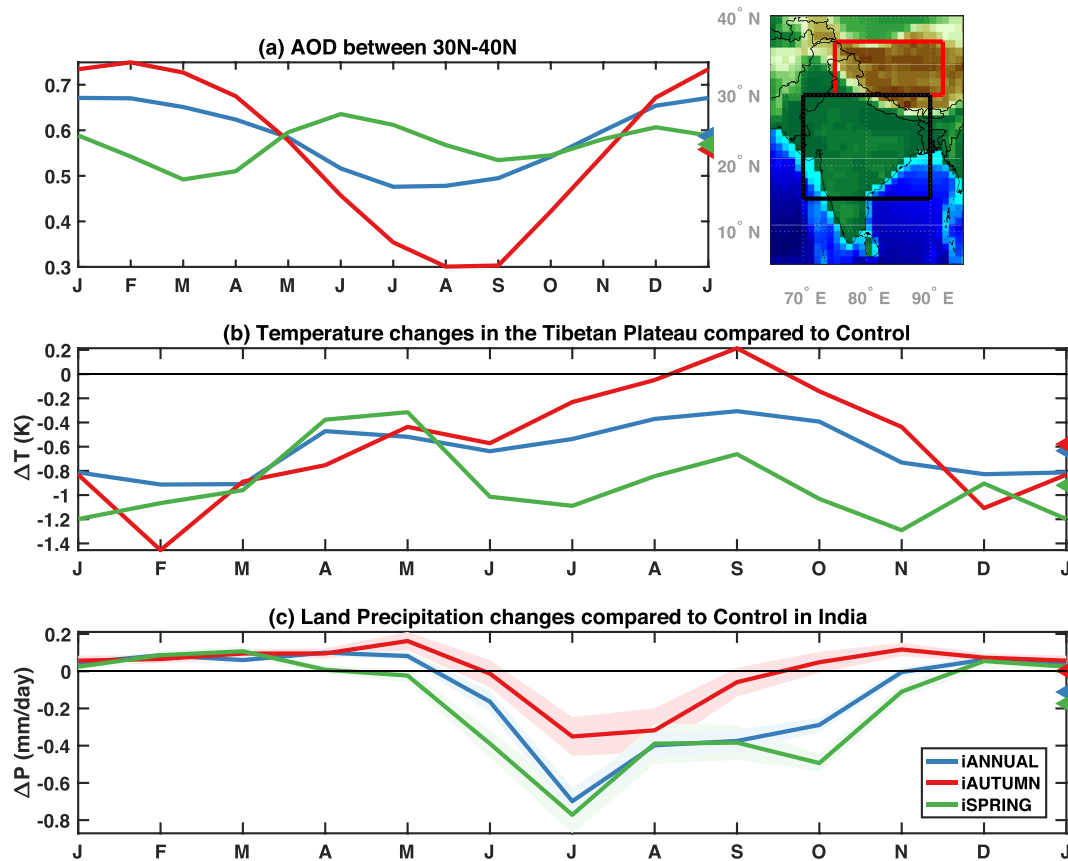 (a) AOD between 30N-40N
0.7
0.6
0.5
0.4
0.3
J F M A M J J A S O N D J
40° N
30° N
20° N
10° N
70° E 80° E 90° E
(b) Temperature changes in the Tibetan Plateau compared to Control
ΔT (K)
0.2
0
-0.4
-0.6
-0.8
-1
-1.2
-1.4
J F M A M J J A S O N D J
(c) Land Precipitation changes compared to Control in India
ΔP (mm/day)
0.2
0
-0.2
-0.4
-0.6
-0.8
J F M A M J J A S O N D J
iANNUAL
iAUTUMN
iSPRING